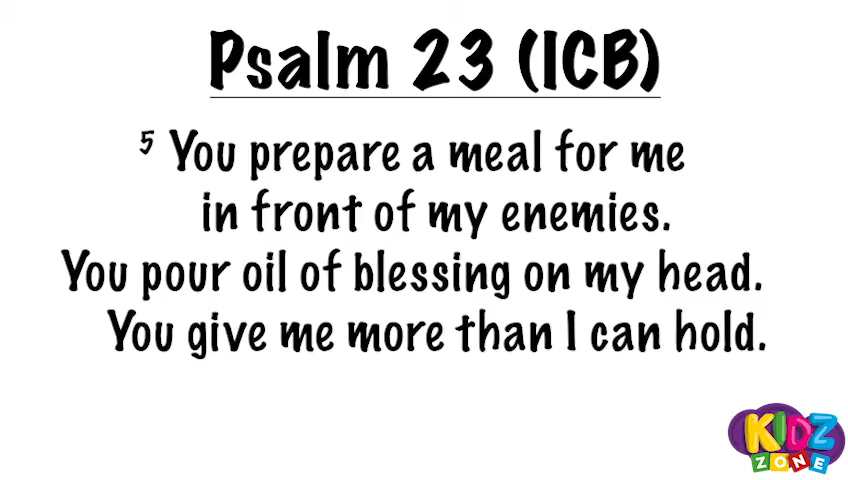 Psalm 23 (ICB)
5 You prepare a meal for me
in front of my enemies.
You pour oil of blessing on my head.
You give me more than I can hold.
KIDZ
ZONE